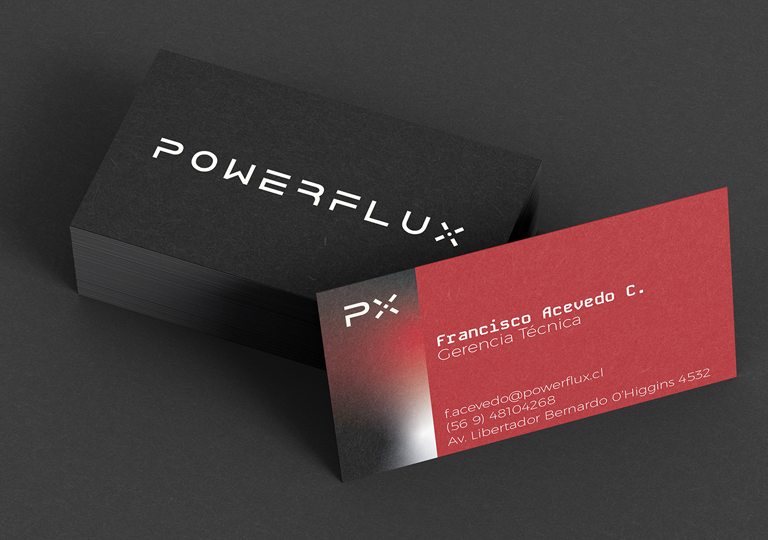 POWERFLUX
PX
Francisco Acevedo C.
Gerencia Técnica
f.acevedo@powerflux.cl
(56 9) 48104268
Av. Libertador Bernardo O'Higgins 4532